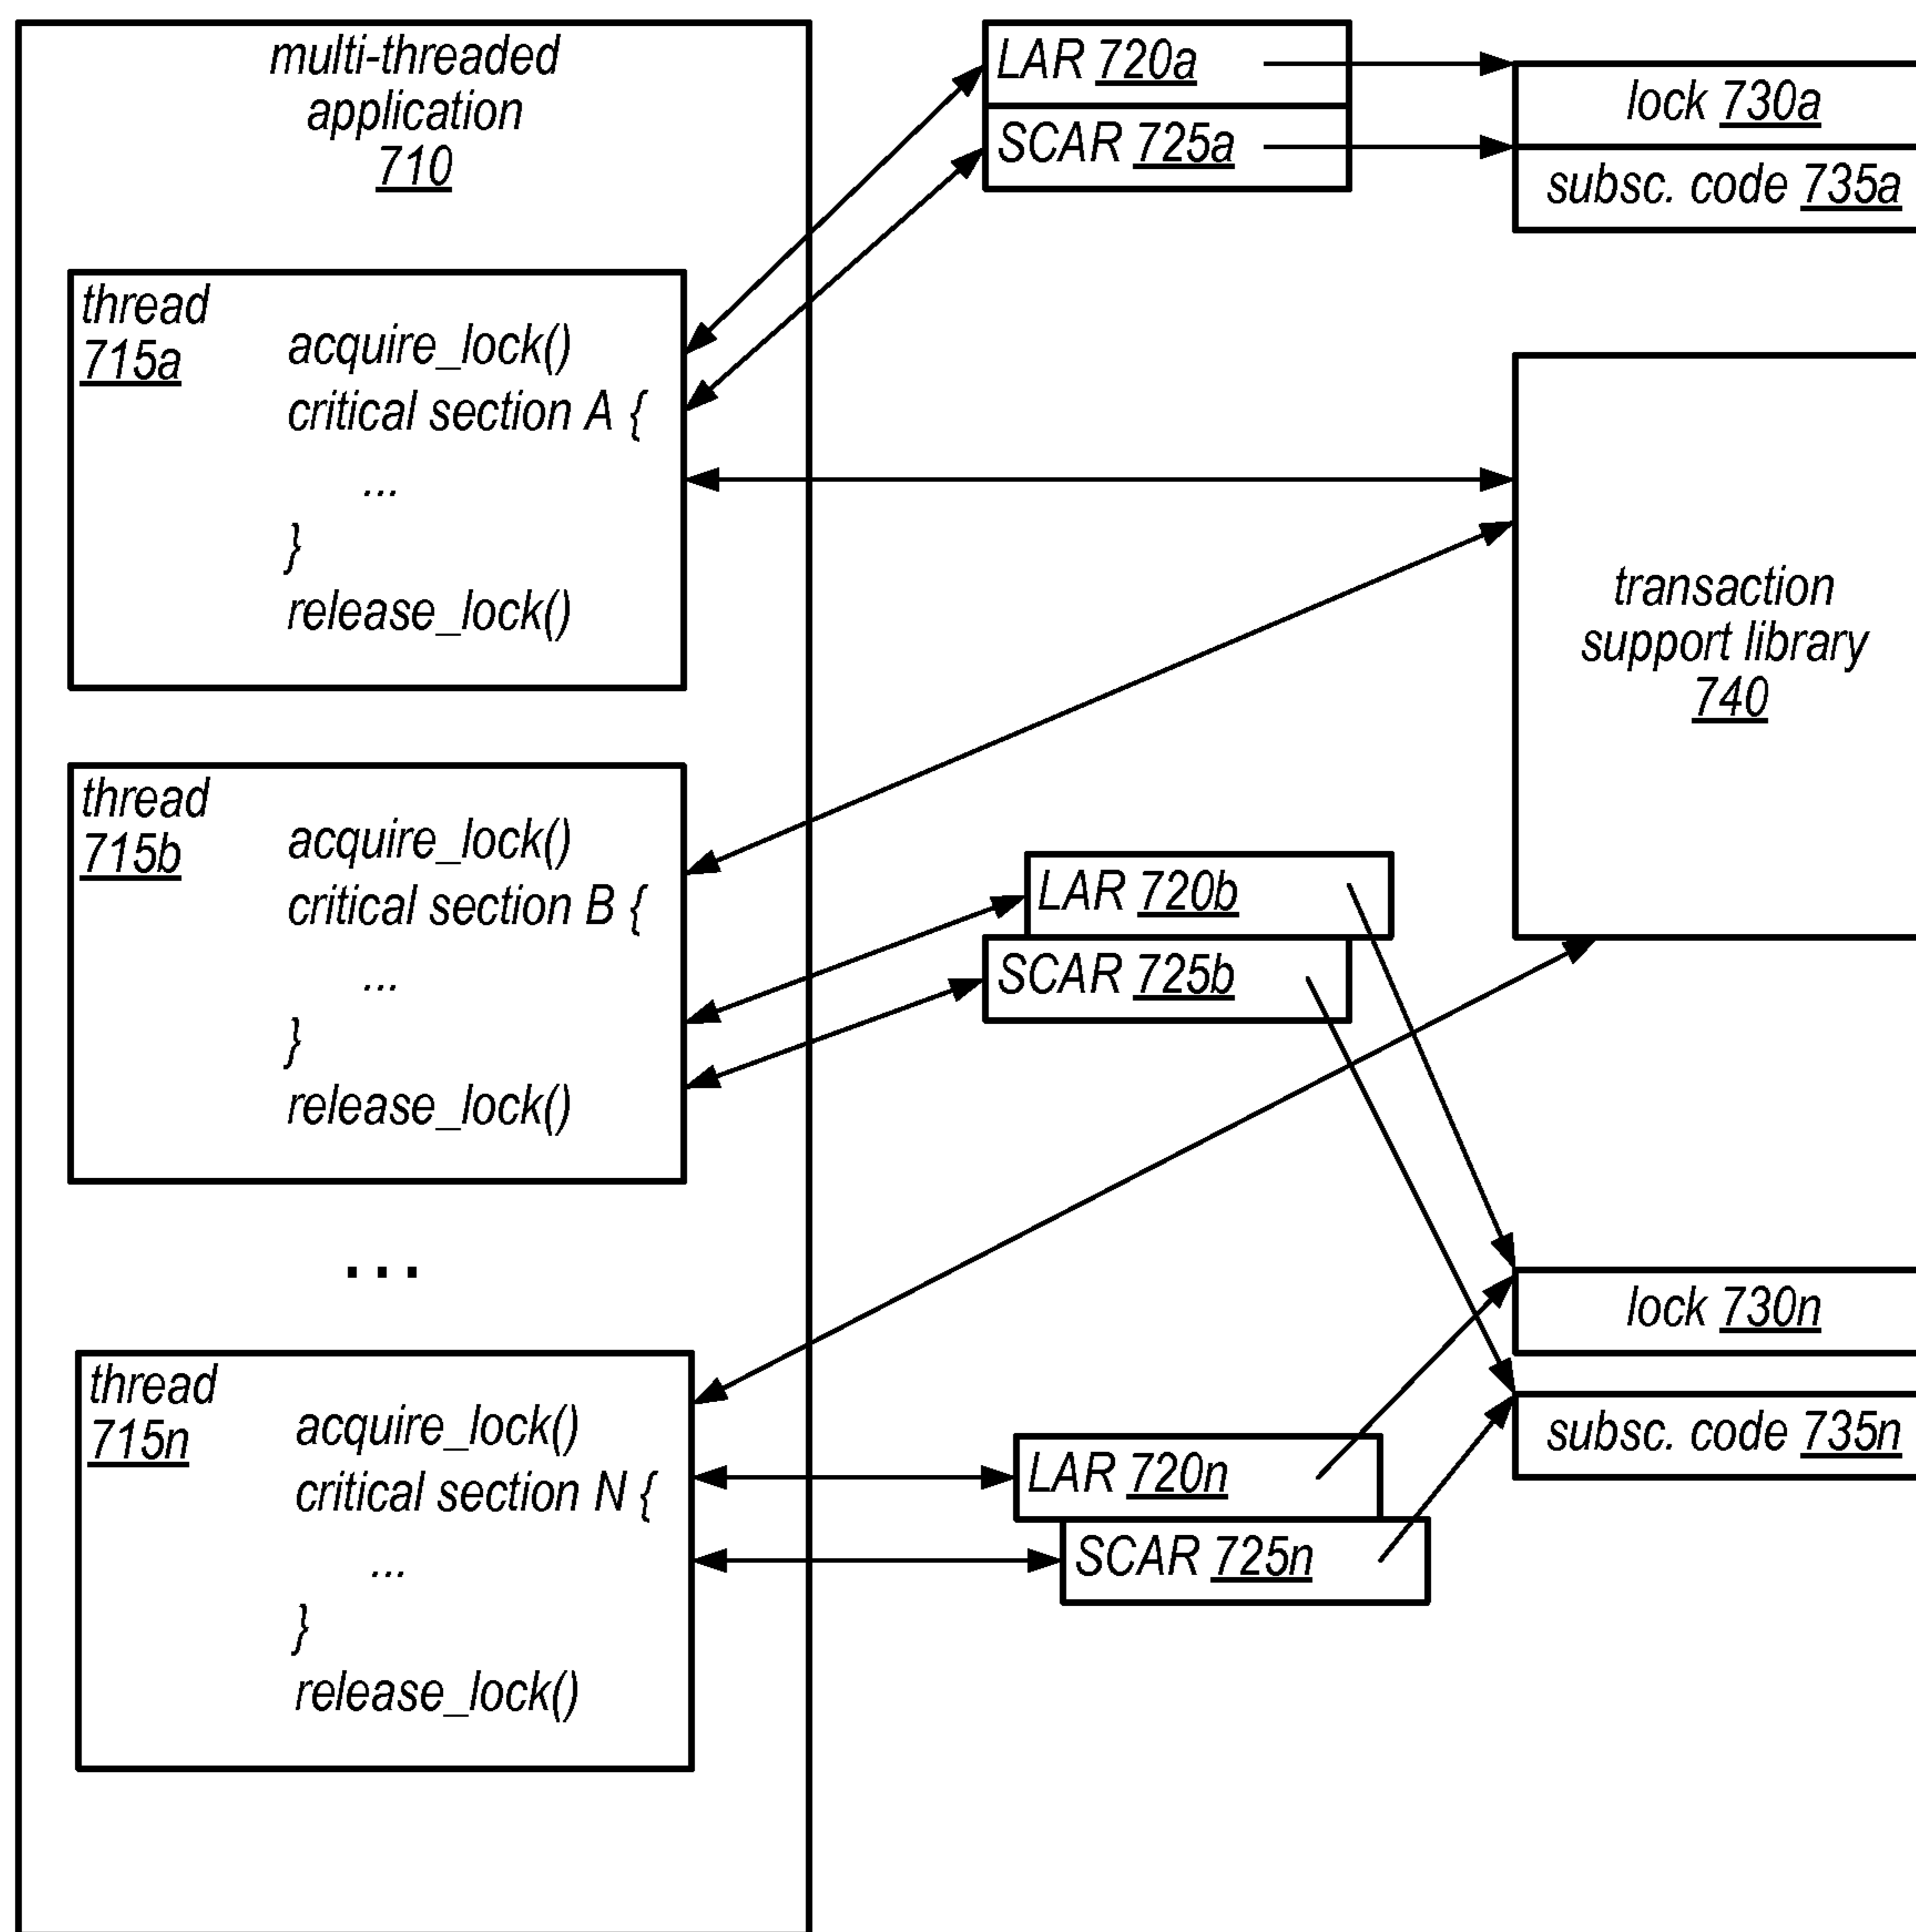 multi-threaded
application
710
thread
715a
acquire_lock()
critical section A {
...
}
release_lock()
thread
715b
acquire_lock()
critical section B {
...
}
release_lock()
...
thread
715n
acquire_lock()
critical section N {
...
}
release_lock()
LAR 720a
SCAR 725a
lock 730a
subsc. code 735a
transaction
support library
740
LAR 720b
SCAR 725b
lock 730n
subsc. code 735n
LAR 720n
SCAR 725n